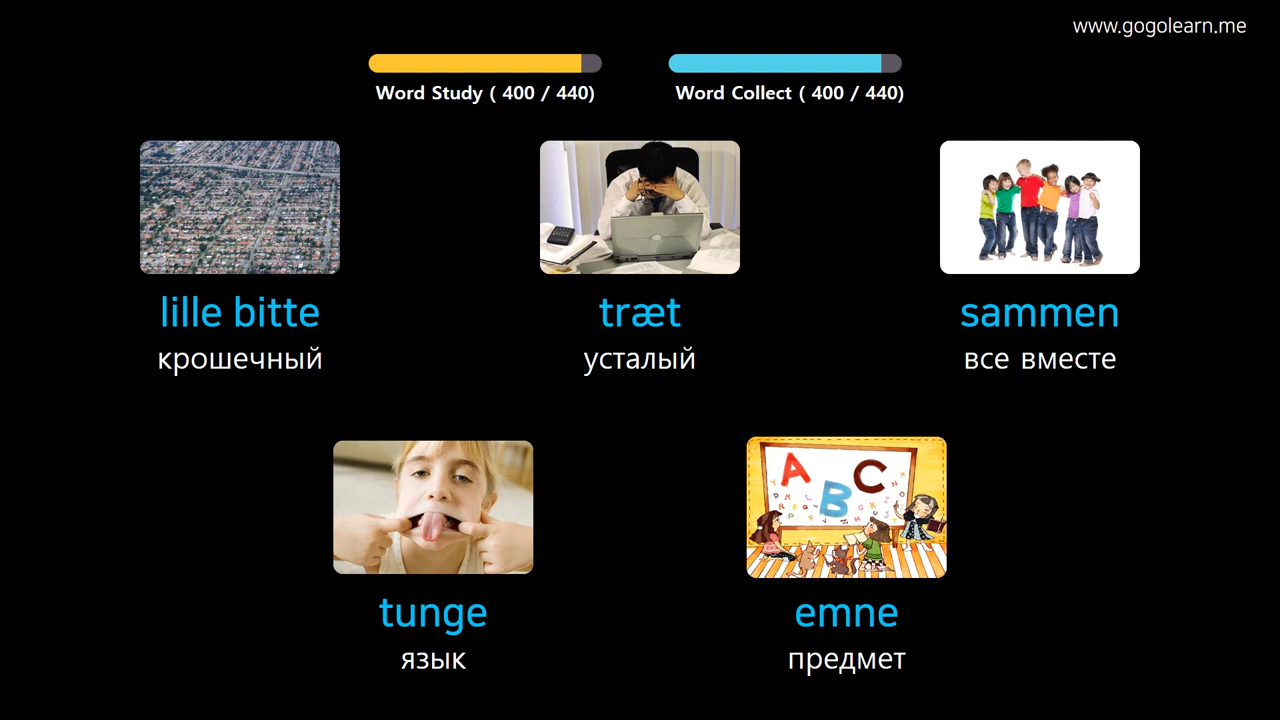 www.gogolearn.me
Word Study ( 400 / 440)
Word Collect ( 400 / 440)
lille bitte
крошечный
træt
усталый
sammen
все вместе
A B C
tunge
язык
emne
предмет